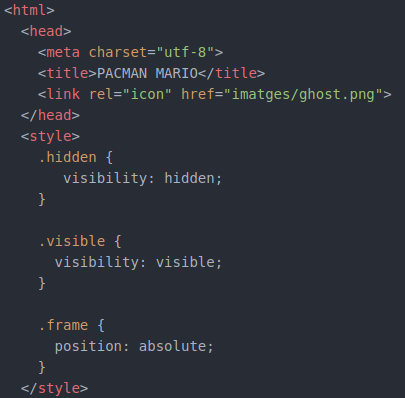 <html>
  <head>
    <meta charset="utf-8">
    <title>PACMAN MARIO</title>
    <link rel="icon" href="imatges/ghost.png">
  </head>
  <style>
    .hidden {
       visibility: hidden;
    }

    .visible {
      visibility: visible;
    }

    .frame {
      position: absolute;
    }
  </style>